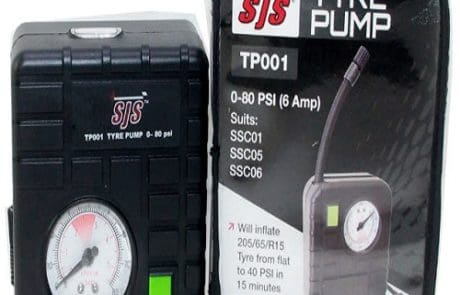 SJS
TP001 TYRE PUMP 0-80 psi
SJS
TYRE
PUMP
TP001
0-80 PSI (6 Amp)
Suits:
SSC01
SSC05
SSC06
Will inflate
205/65/R15
Tyre from flat
to 40 PSI in
15 minutes